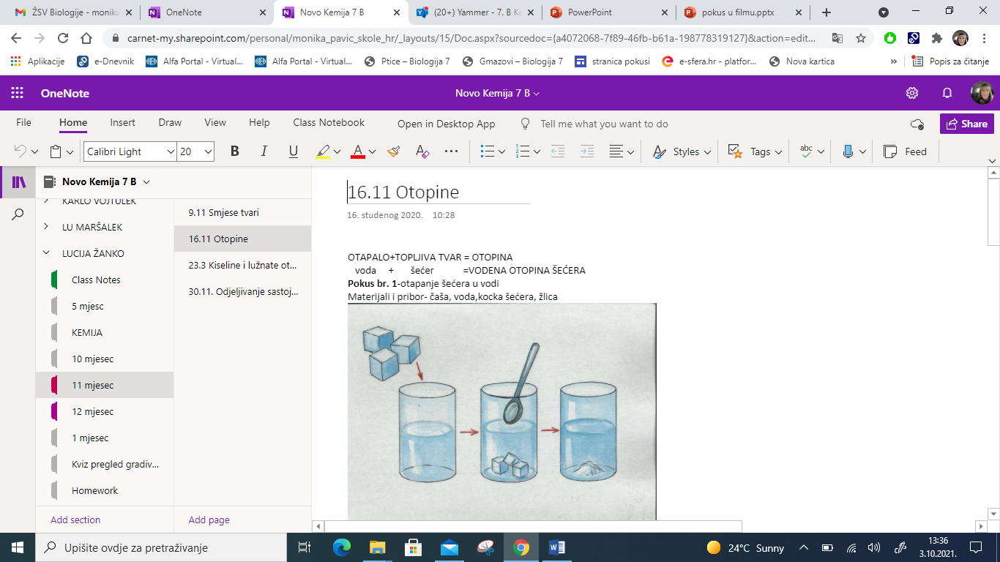 ŽSV Biologije - monika
OneNote
Novo Kemija 7 B
(20+) Yammer - 7. B Ke
PowerPoint
pokus u filmu.pptx
carnet-my.sharepoint.com/personal/monika_pavic_skole_hr/_layouts/15/Doc.aspx?sourcedoc={a4072068-7f89-46fb-b61a-198778319127}&action=edit...
Aplikacije
e-Dnevnik
Alfa Portal - Virtual...
Alfa Portal - Virtual...
Ptice – Biologija 7
Gmazovi – Biologija 7
stranica pokusi
e-sfera.hr - platfor...
Nova kartica
»
Popis za čitanje
OneNote
Novo Kemija 7 B
File
Home
Insert
Draw
View
Help
Class Notebook
Open in Desktop App
Tell me what you want to do
Share
Calibri Light
20
B
I
U
A
Styles
Tags
abc
Feed
Novo Kemija 7 B
KARLO VOJTULEK
LU MARŠALEK
LUCIJA ŽANKO
Class Notes
5 mjesc
KEMIJA
10 mjesec
11 mjesec
12 mjesec
1 mjesec
Kviz pregled gradiv...
Homework
Add section
9.11 Smjese tvari
16.11 Otopine
23.3 Kiseline i lužnate ot...
30.11. Odjeljivanje sastoj...
Add page
16.11 Otopine
16. studenog 2020. 10:28
OTAPALO+TOPLJIVA TVAR = OTOPINA
voda + šećer =VODENA OTOPINA ŠEĆERA
Pokus br. 1-otapanje šećera u vodi
Materijali i pribor- čaša, voda,kocka šećera, žlica
Upišite ovdje za pretraživanje
24°C Sunny
13:36
3.10.2021.